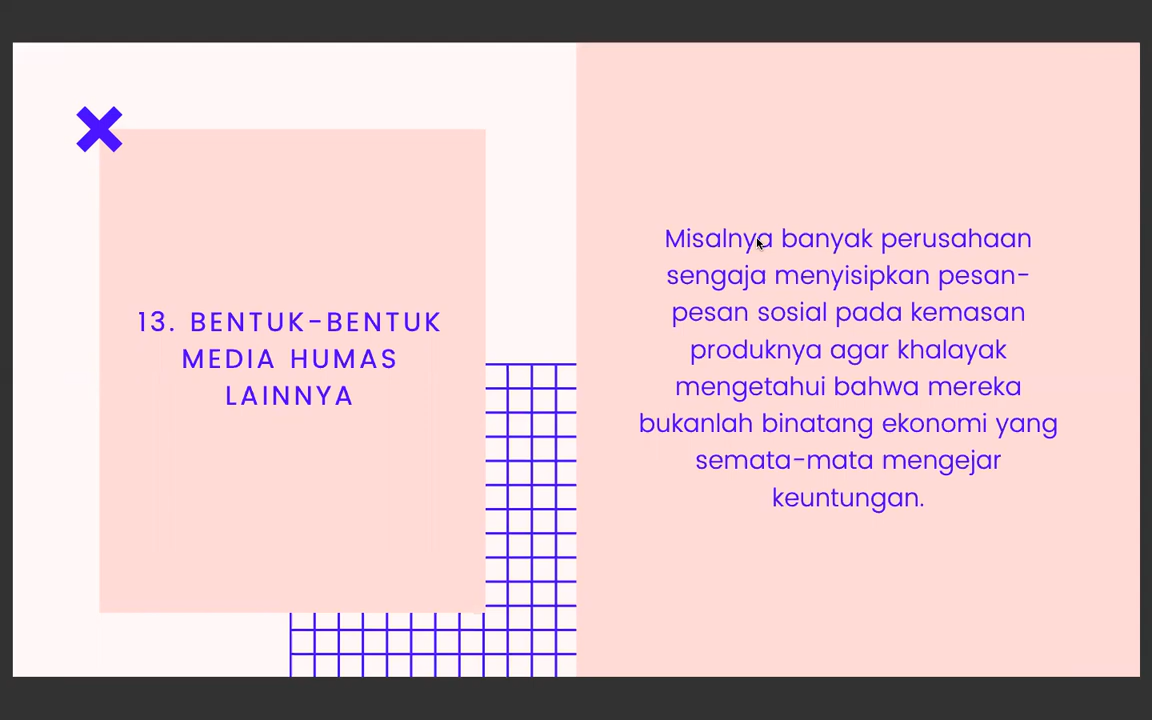 13. BENTUK-BENTUK
MEDIA HUMAS
LAINNYA
Misalnya banyak perusahaan
sengaja menyisipkan pesan-
pesan sosial pada kemasan
produknya agar khalayak
mengetahui bahwa mereka
bukanlah binatang ekonomi yang
semata-mata mengejar
keuntungan.